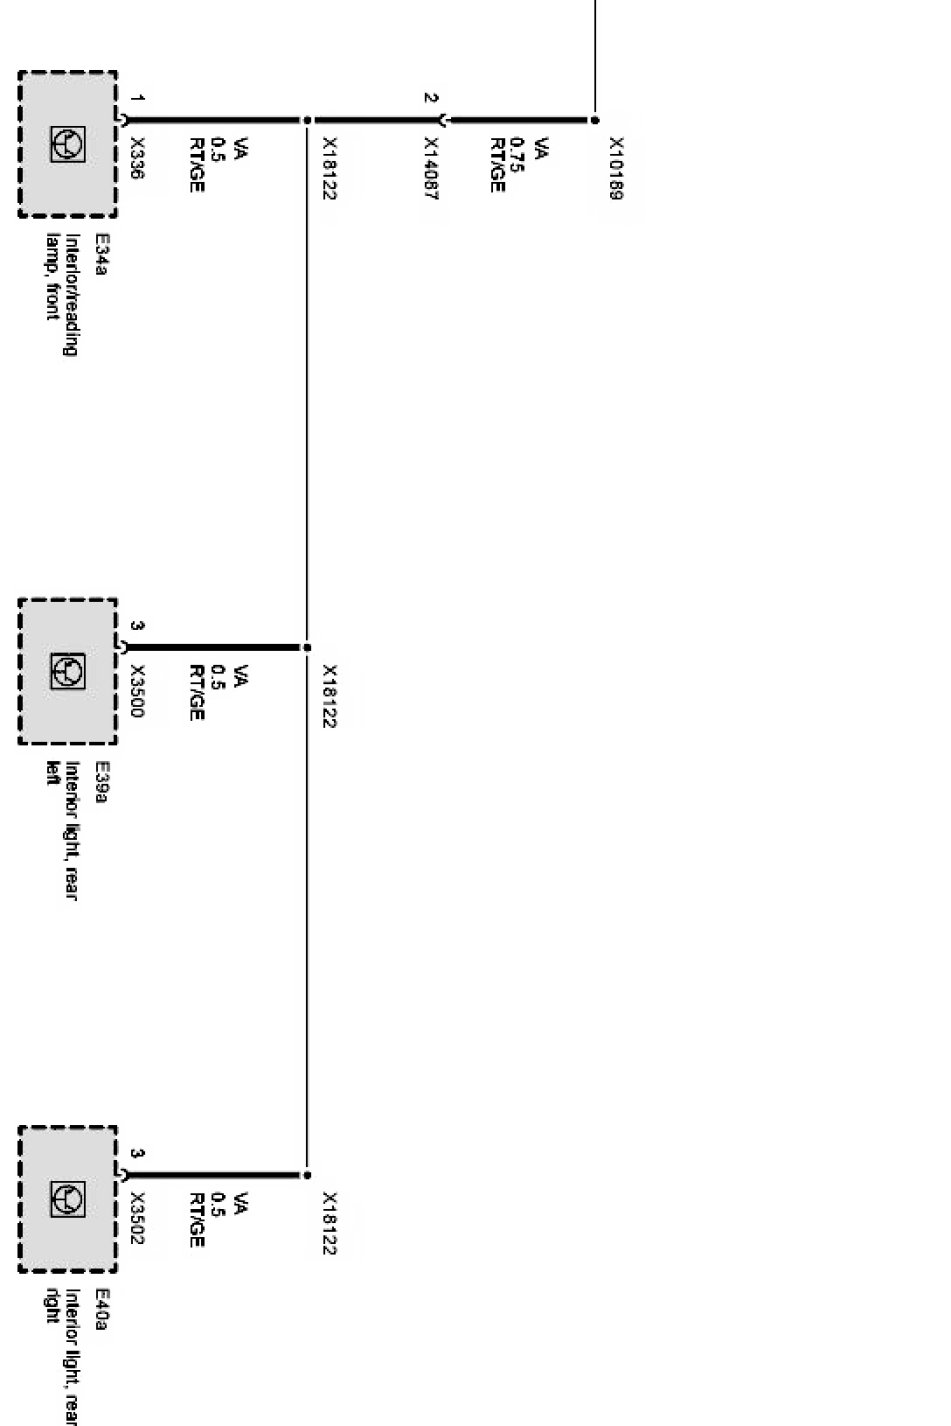 X10189
VA
0.75
RT/GE
2
X14087
X18122
VA
0.5
RT/GE
1
X336
E34a
Interior/reading
lamp, front
X18122
VA
0.5
RT/GE
3
X3500
E39a
Interior light, rear
left
X18122
VA
0.5
RT/GE
3
X3502
E40a
Interior light, rear
right